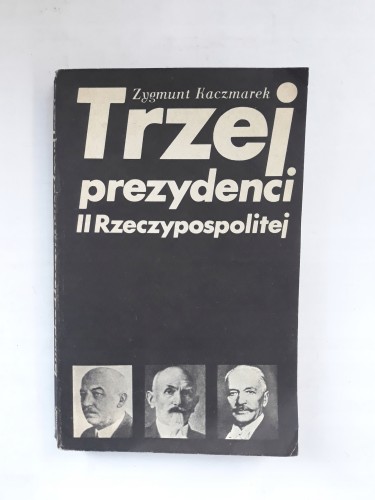 Zygmunt Kaczmarek
Trzej
prezydenci
II Rzeczypospolitej